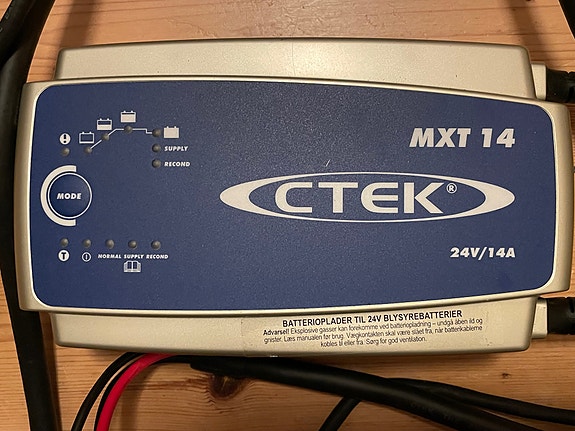 MXT 14
SUPPLY
RECOND
MODE
CTEK®
24V/14A
T
NORMAL SUPPLY RECOND
BATTERIOPLADER TIL 24V BLYSYREBATTERIER
Advarsel! Eksplosive gasser kan forekomme ved batteriopladning – undgå åben ild og
gnister. Læs manualen før brug. Vægkontakten skal være slået fra, når batterikablerne
kobles til eller fra. Sørg for god ventilation.